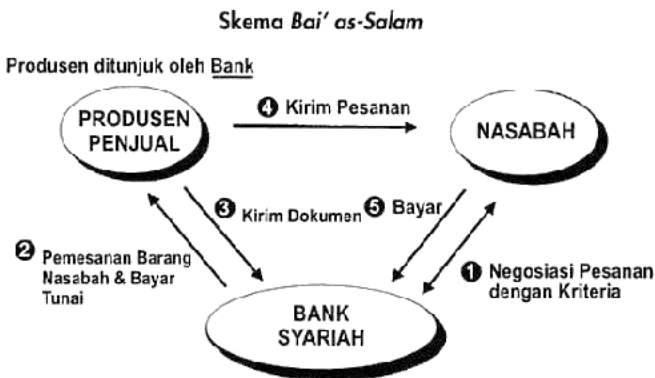 Skema Bai' as-Salam
Produsen ditunjuk oleh Bank
PRODUSEN
PENJUAL
4 Kirim Pesanan
NASABAH
3 Kirim Dokumen
5 Bayar
2 Pemesanan Barang
Nasabah & Bayar
Tunai
1 Negosiasi Pesanan
dengan Kriteria
BANK
SYARIAH